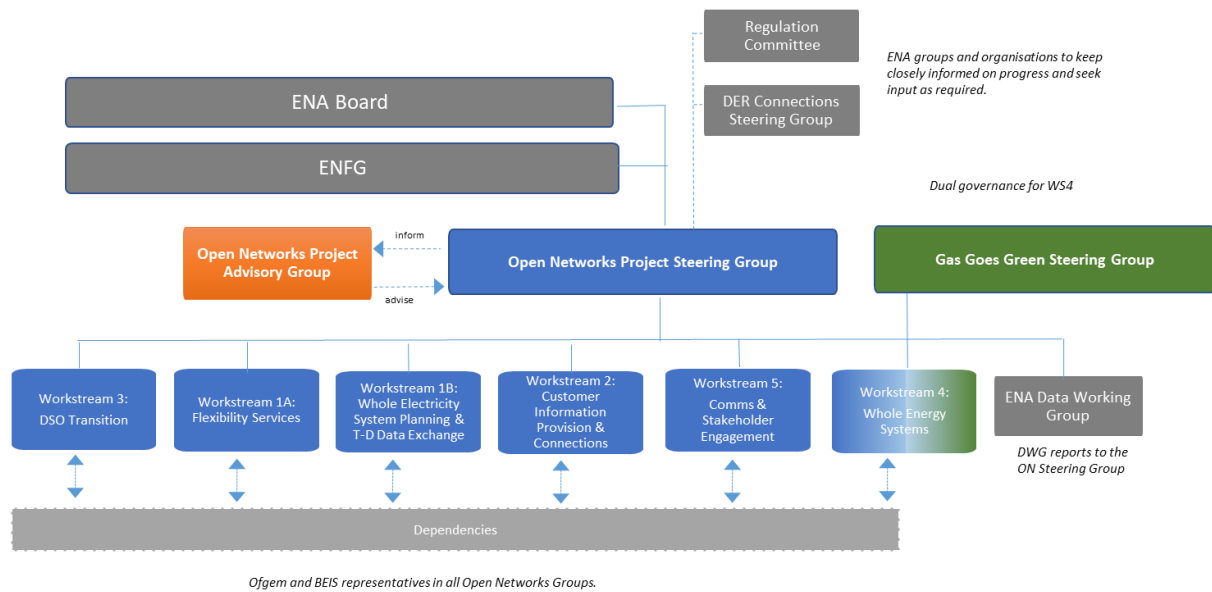 Regulation
Committee
ENA groups and organisations to keep
closely informed on progress and seek
input as required.
ENA Board
DER Connections
Steering Group
ENFG
Dual governance for WS4
Open Networks Project
Advisory Group
inform
advise
Open Networks Project Steering Group
Gas Goes Green Steering Group
Workstream 3:
DSO Transition
Workstream 1A:
Flexibility Services
Workstream 1B:
Whole Electricity
System Planning &
T-D Data Exchange
Workstream 2:
Customer
Information
Provision &
Connections
Workstream 5:
Comms &
Stakeholder
Engagement
Workstream 4:
Whole Energy
Systems
ENA Data Working
Group
DWG reports to the
ON Steering Group
Dependencies
Ofgem and BEIS representatives in all Open Networks Groups.